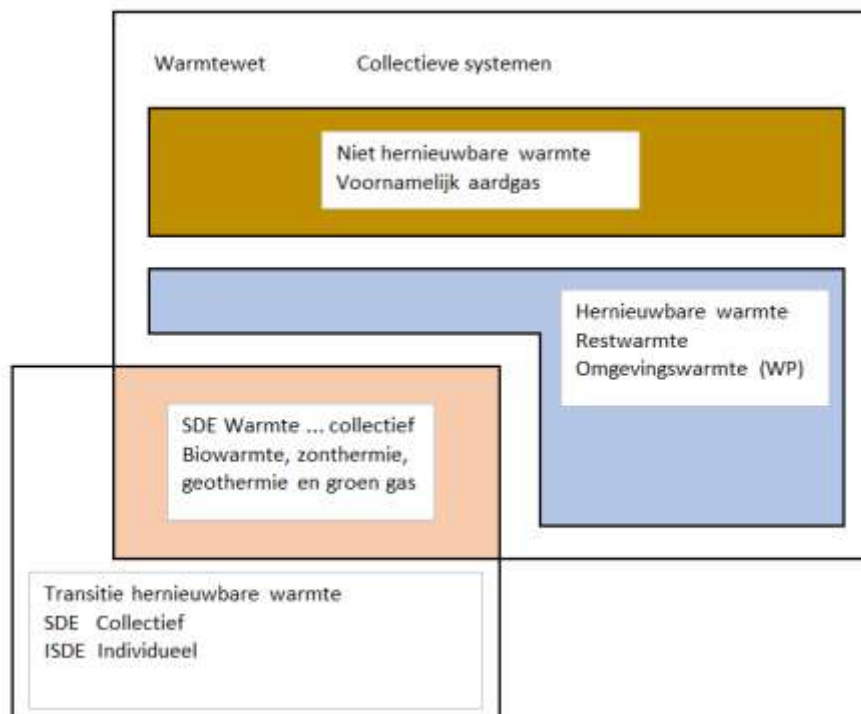 Warmtewet Collectieve systemen
Niet hernieuwbare warmte
Voornamelijk aardgas
Hernieuwbare warmte
Restwarmte
Omgevingswarmte (WP)
SDE Warmte ... collectief
Biowarmte, zonthermie,
geothermie en groen gas
Transitie hernieuwbare warmte
SDE Collectief
ISDE Individueel